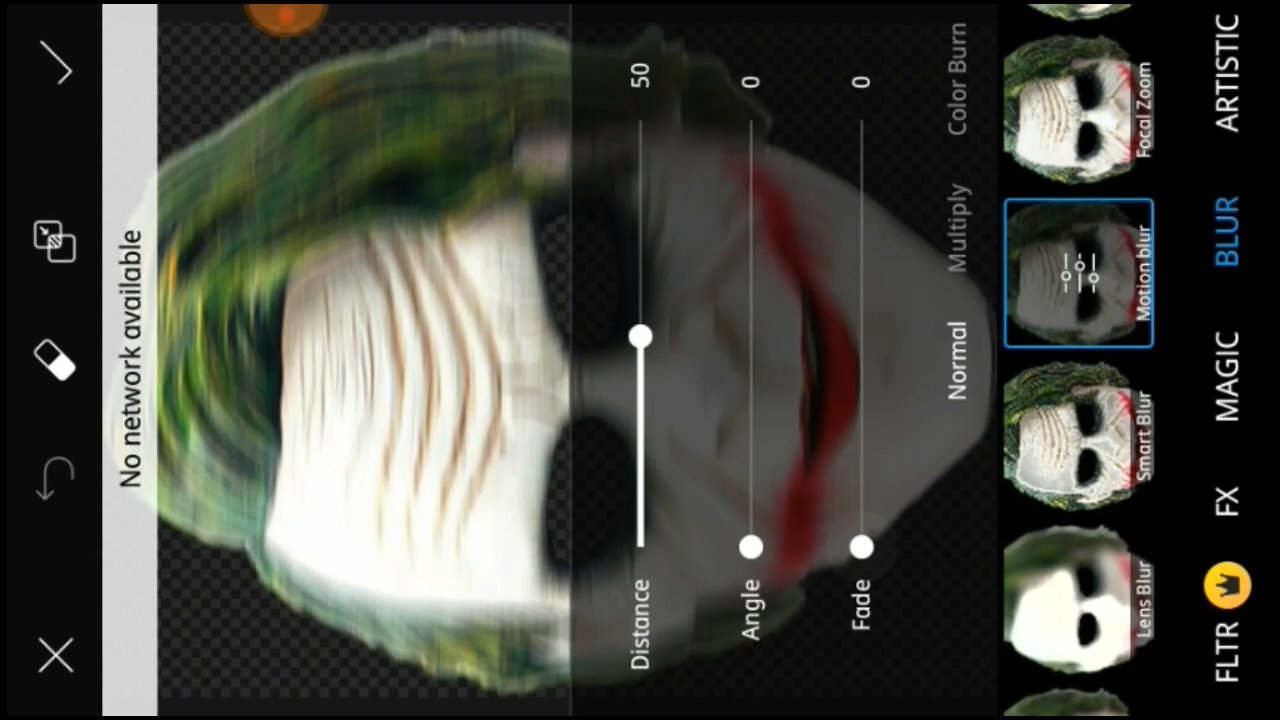 No network available
Distance 50
Angle 0
Fade 0
Normal Multiply Color Burn
Lens Blur Smart Blur Motion blur Focal Zoom
FLTR FX MAGIC BLUR ARTISTIC